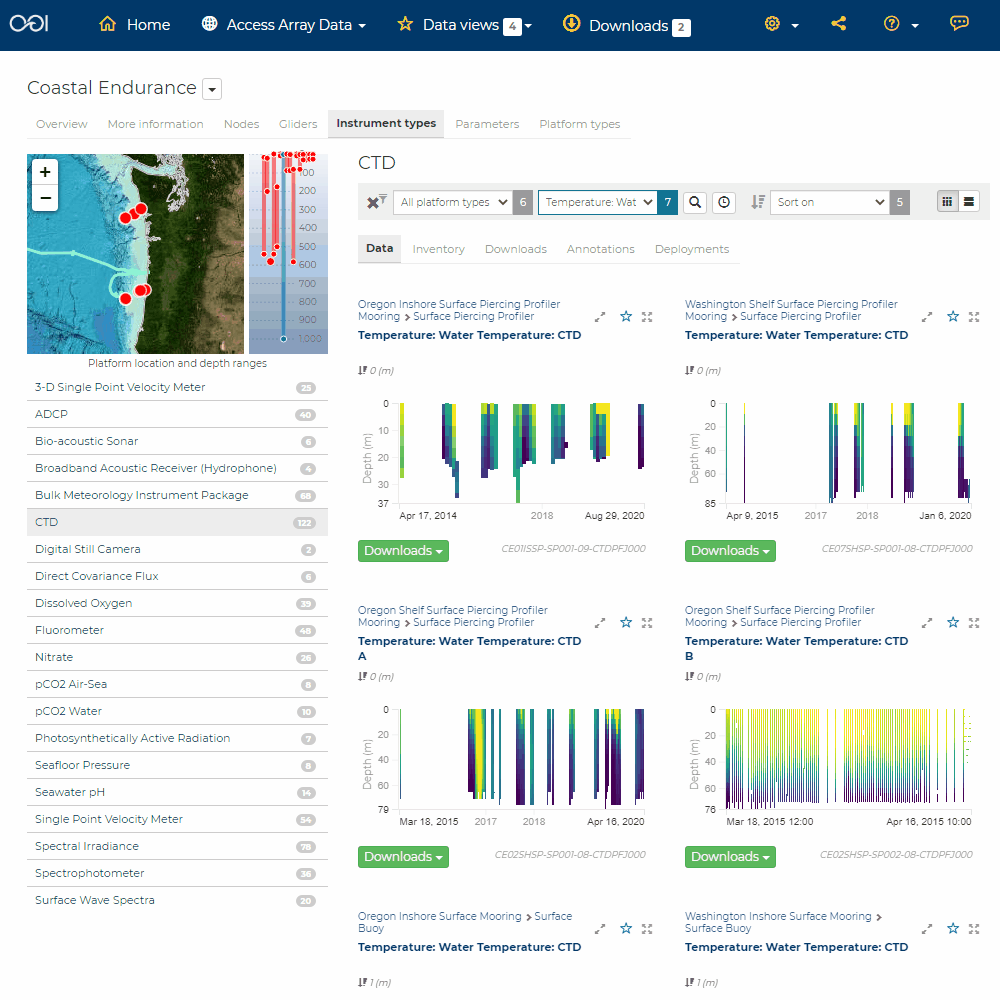 OOI Home Access Array Data Data views 4 Downloads 2
Coastal Endurance
Overview More information Nodes Gliders Instrument types Parameters Platform types
+
−
100
200
300
400
500
600
700
800
900
1,000
Platform location and depth ranges
3-D Single Point Velocity Meter 25
ADCP 40
Bio-acoustic Sonar 6
Broadband Acoustic Receiver (Hydrophone) 4
Bulk Meteorology Instrument Package 68
CTD 122
Digital Still Camera 2
Direct Covariance Flux 6
Dissolved Oxygen 39
Fluorometer 48
Nitrate 26
pCO2 Air-Sea 8
pCO2 Water 10
Photosynthetically Active Radiation 7
Seafloor Pressure 8
Seawater pH 14
Single Point Velocity Meter 54
Spectral Irradiance 78
Spectrophotometer 36
Surface Wave Spectra 20
CTD
All platform types 6 Temperature: Wat 7 Sort on 5
Data Inventory Downloads Annotations Deployments
Oregon Inshore Surface Piercing Profiler
Mooring > Surface Piercing Profiler
Temperature: Water Temperature: CTD
0 (m)
0
10
20
30
37
Depth (m)
Apr 17, 2014 2018 Aug 29, 2020
Downloads CE01ISSP-SP001-09-CTDPFJ000
Washington Shelf Surface Piercing Profiler
Mooring > Surface Piercing Profiler
Temperature: Water Temperature: CTD
0 (m)
0
20
40
60
85
Depth (m)
Apr 9, 2015 2017 2018 Jan 6, 2020
Downloads CE07SHSP-SP001-08-CTDPFJ000
Oregon Shelf Surface Piercing Profiler
Mooring > Surface Piercing Profiler
Temperature: Water Temperature: CTD
A
0 (m)
0
20
40
60
79
Depth (m)
Mar 18, 2015 2017 2018 Apr 16, 2020
Downloads CE02SHSP-SP001-08-CTDPFJ000
Oregon Shelf Surface Piercing Profiler
Mooring > Surface Piercing Profiler
Temperature: Water Temperature: CTD
B
0 (m)
0
20
40
60
76
Depth (m)
Mar 18, 2015 12:00 Apr 16, 2015 10:00
Downloads CE02SHSP-SP002-08-CTDPFJ000
Oregon Inshore Surface Mooring > Surface
Buoy
Temperature: Water Temperature: CTD
1 (m)
Washington Inshore Surface Mooring >
Surface Buoy
Temperature: Water Temperature: CTD
1 (m)